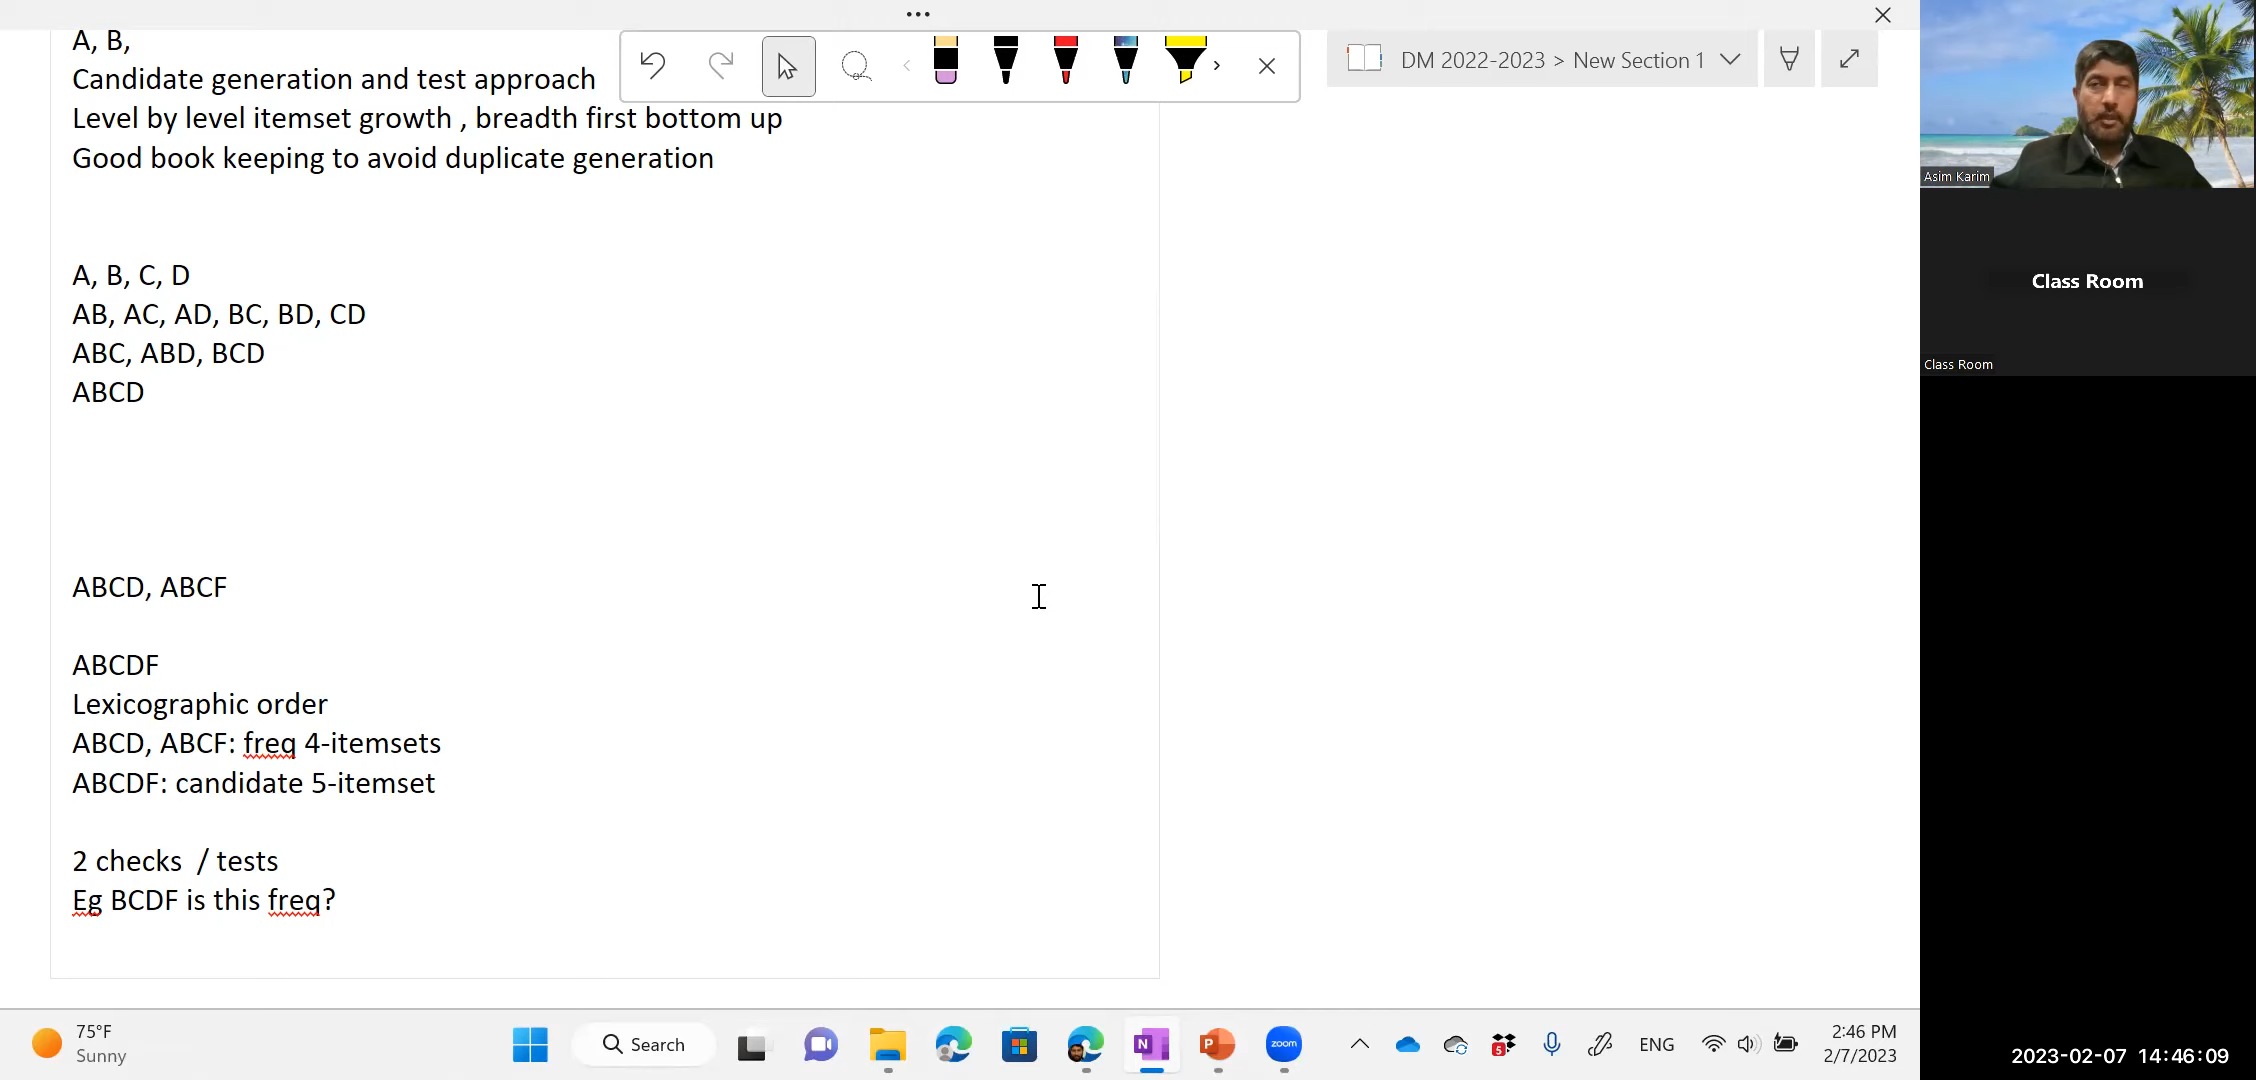 A, B,
Candidate generation and test approach
Level by level itemset growth , breadth first bottom up
Good book keeping to avoid duplicate generation
A, B, C, D
AB, AC, AD, BC, BD, CD
ABC, ABD, BCD
ABCD
ABCD, ABCF
ABCDF
Lexicographic order
ABCD, ABCF: freq 4-itemsets
ABCDF: candidate 5-itemset
2 checks / tests
Eg BCDF is this freq?
DM 2022-2023 > New Section 1
Asim Karim
Class Room
Class Room
75°F
Sunny
Search
N
P
zoom
5
ENG
2:46 PM
2/7/2023
2023-02-07 14:46:09